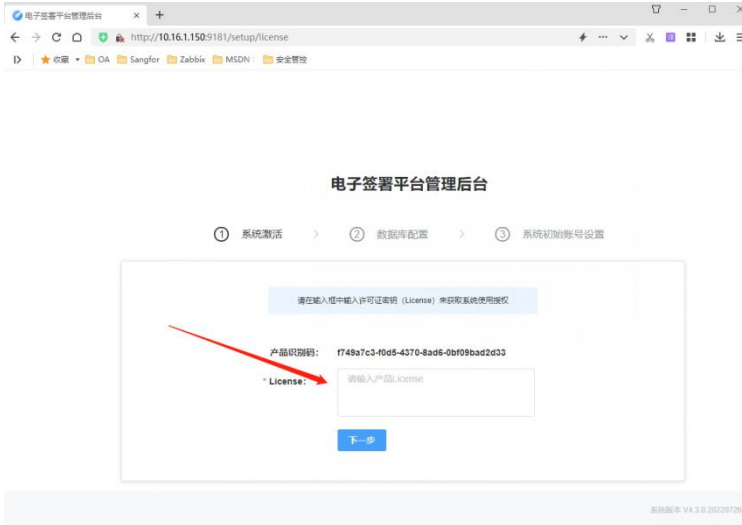 电子签署平台管理后台
http://10.16.1.150:9181/setup/license
收藏 OA Sangfor Zabbix MSDN 安全管控
电子签署平台管理后台
1 系统激活 > 2 数据库配置 > 3 系统初始账号设置
请在输入框中输入许可证密钥（License）来获取系统使用授权
产品识别码： f749a7c3-f0d5-4370-8ad6-0bf09bad2d33
* License： 请输入产品License
下一步
系统版本 V4.3.0.20220726